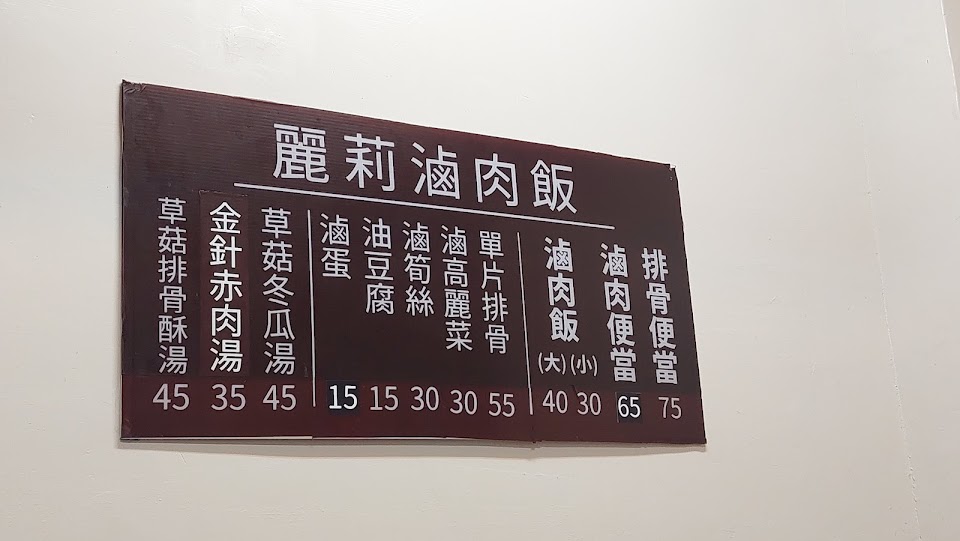 麗莉滷肉飯
排骨便當 75
滷肉便當 65
滷肉飯 (大) 40 (小) 30
單片排骨 55
滷高麗菜 30
滷筍絲 30
油豆腐 15
滷蛋 15
草菇冬瓜湯 45
金針赤肉湯 35
草菇排骨酥湯 45